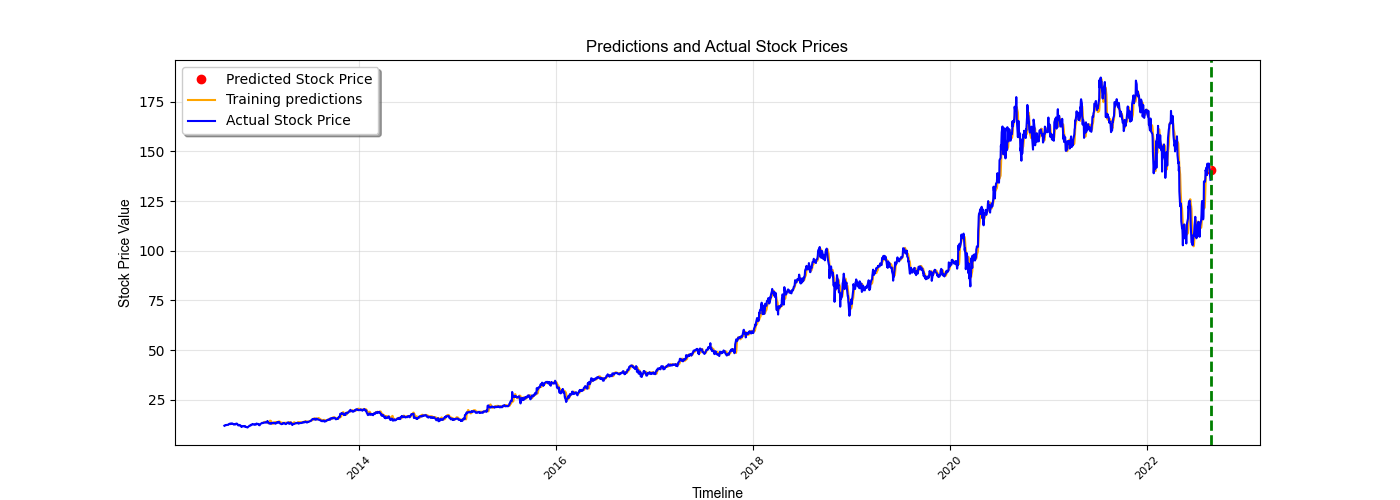 Predictions and Actual Stock Prices
Predicted Stock Price
Training predictions
Actual Stock Price
Stock Price Value
175
150
125
100
75
50
25
2014
2016
2018
2020
2022
Timeline